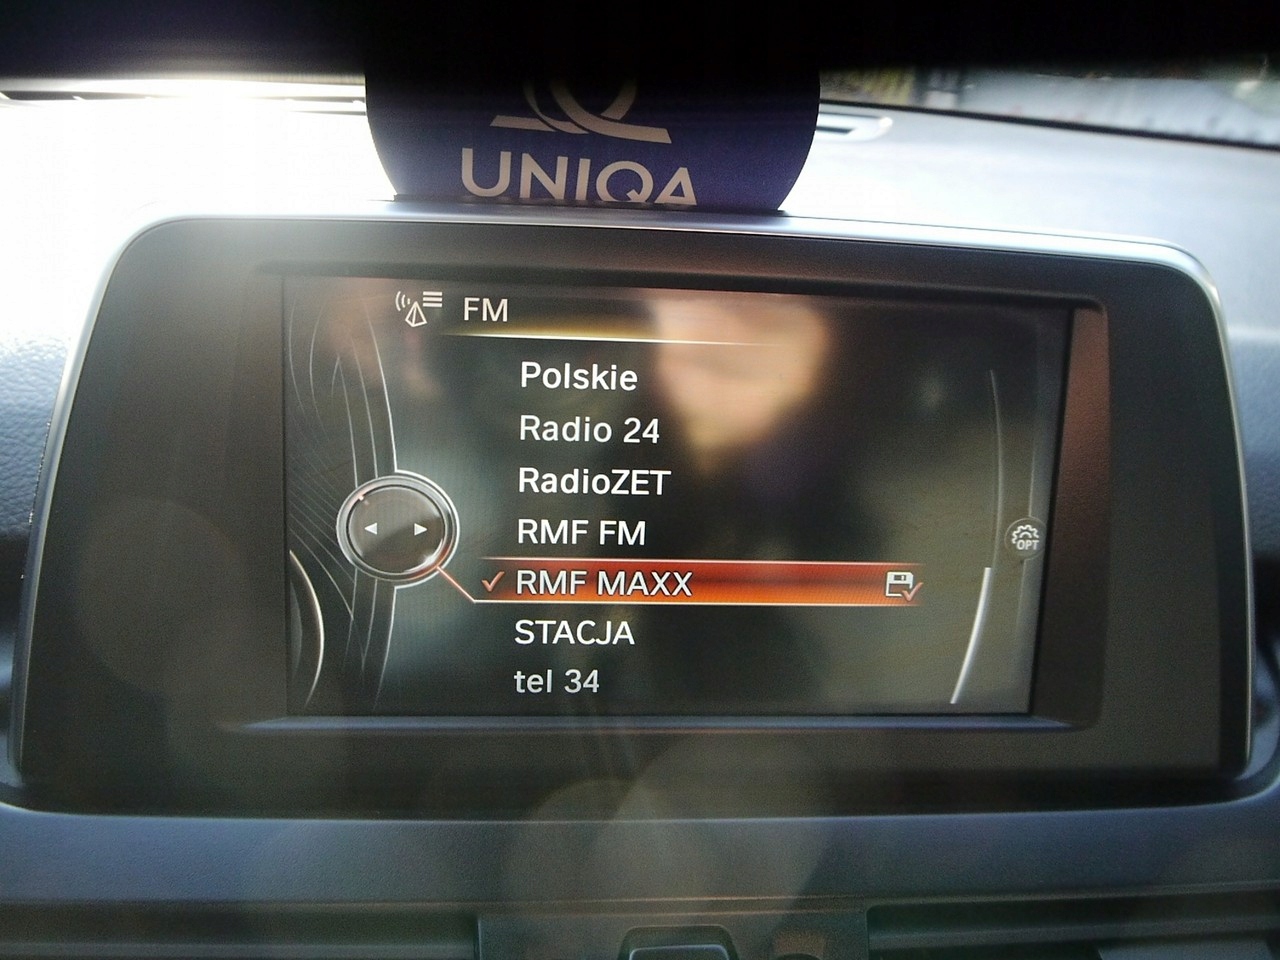 UNIQA
FM
Polskie
Radio 24
RadioZET
RMF FM
RMF MAXX
STACJA
tel 34
OPT